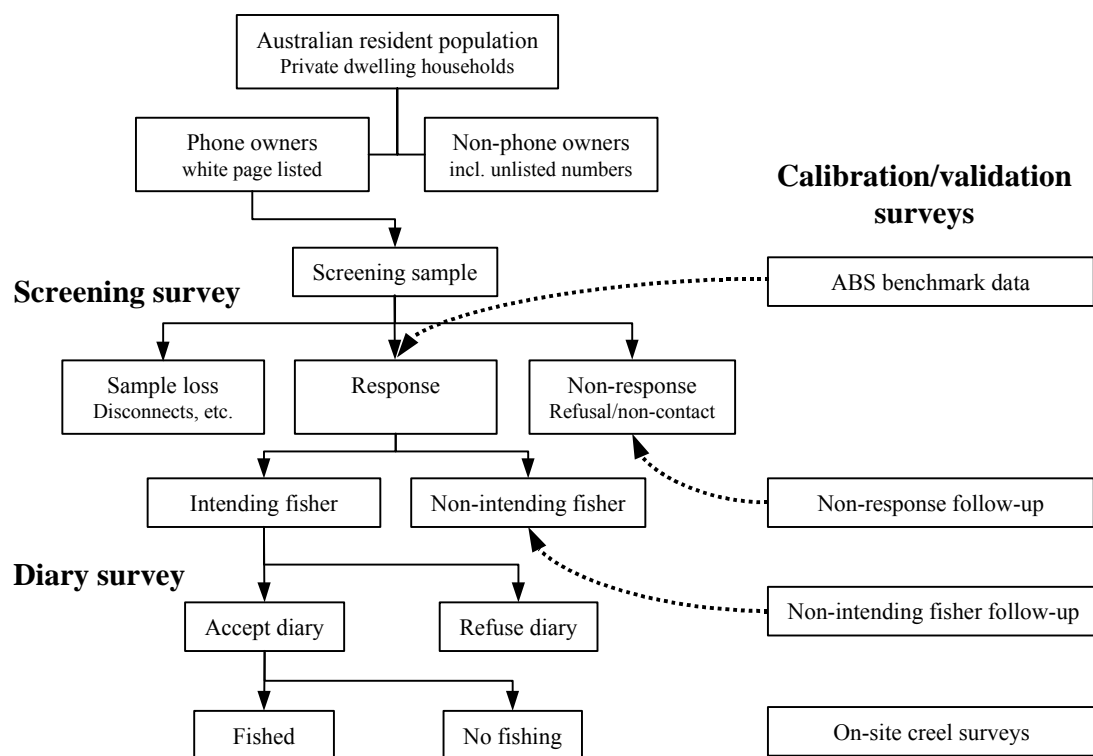 Australian resident population
Private dwelling households
Phone owners
white page listed
Non-phone owners
incl. unlisted numbers
Calibration/validation
surveys
Screening sample
ABS benchmark data
Screening survey
Sample loss
Disconnects, etc.
Response
Non-response
Refusal/non-contact
Intending fisher
Non-intending fisher
Non-response follow-up
Diary survey
Accept diary
Refuse diary
Non-intending fisher follow-up
Fished
No fishing
On-site creel surveys